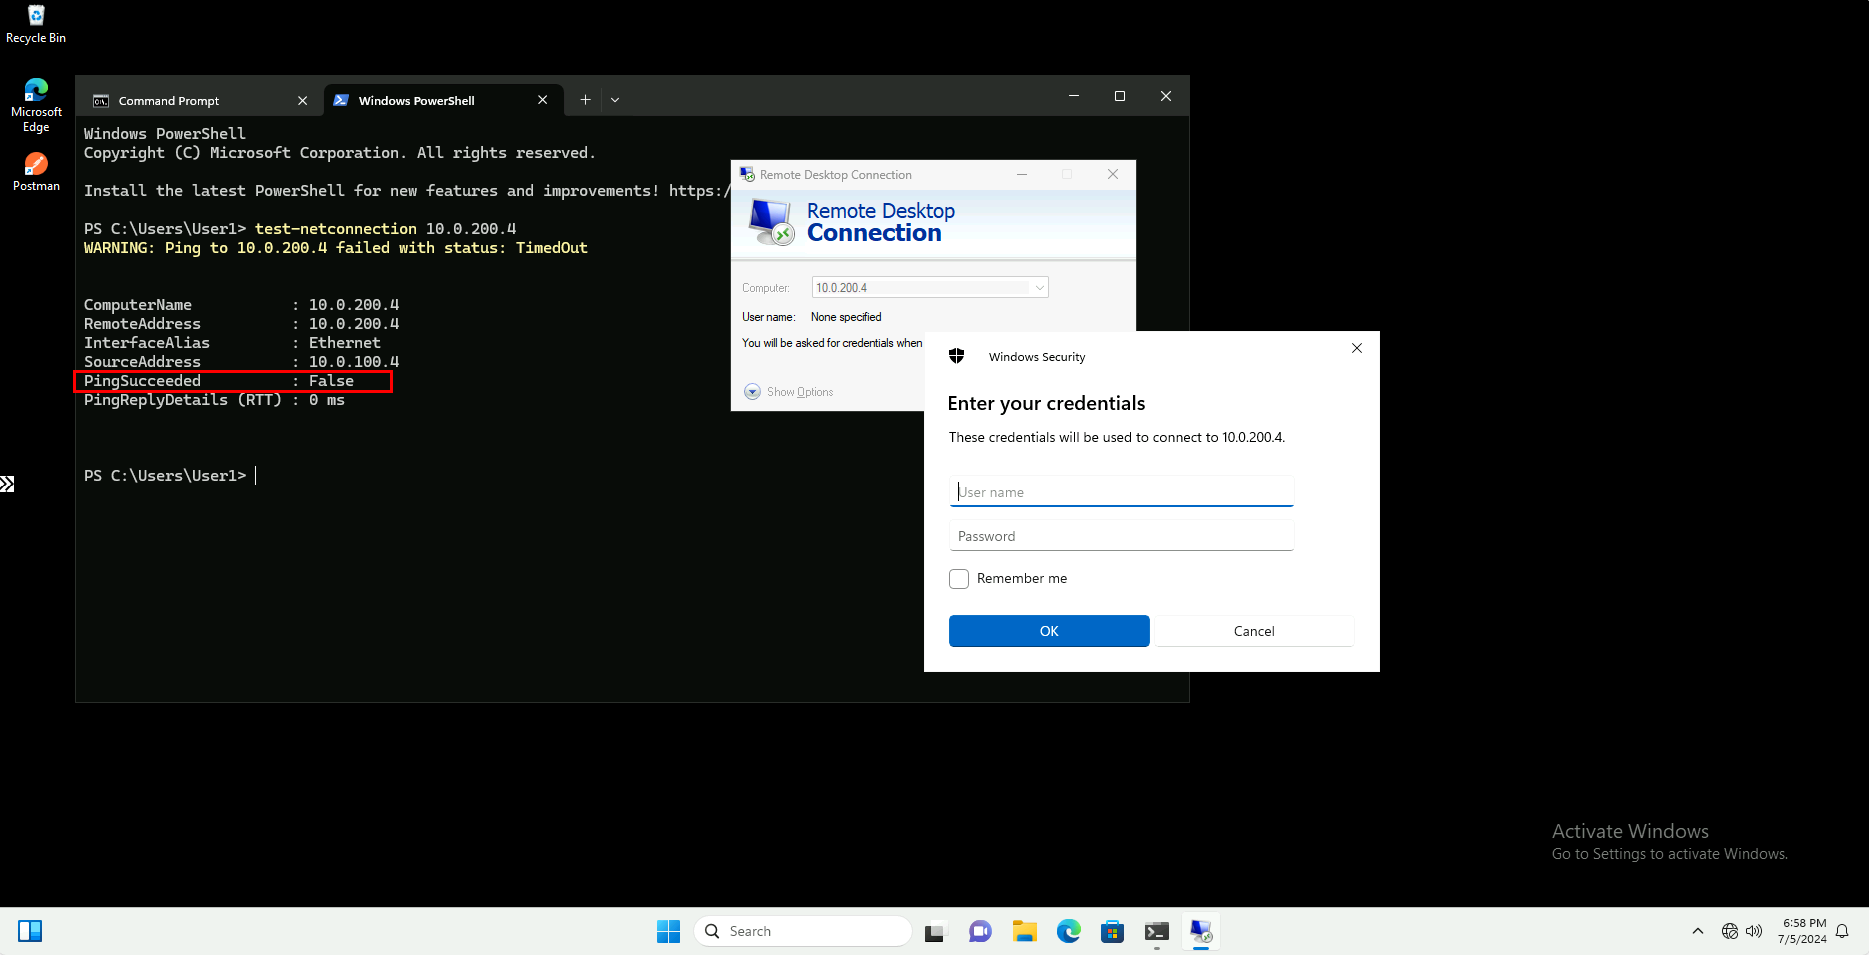 Recycle Bin
Microsoft
Edge
Postman
Command Prompt
Windows PowerShell
Windows PowerShell
Copyright (C) Microsoft Corporation. All rights reserved.
Install the latest PowerShell for new features and improvements! https:/
PS C:\Users\User1> test-netconnection 10.0.200.4
WARNING: Ping to 10.0.200.4 failed with status: TimedOut
ComputerName : 10.0.200.4
RemoteAddress : 10.0.200.4
InterfaceAlias : Ethernet
SourceAddress : 10.0.100.4
PingSucceeded : False
PingReplyDetails (RTT) : 0 ms
PS C:\Users\User1>
Remote Desktop Connection
Remote Desktop
Connection
Computer: 10.0.200.4
User name: None specified
You will be asked for credentials when
Show Options
Windows Security
Enter your credentials
These credentials will be used to connect to 10.0.200.4.
User name
Password
Remember me
OK Cancel
Activate Windows
Go to Settings to activate Windows.
Search
6:58 PM
7/5/2024